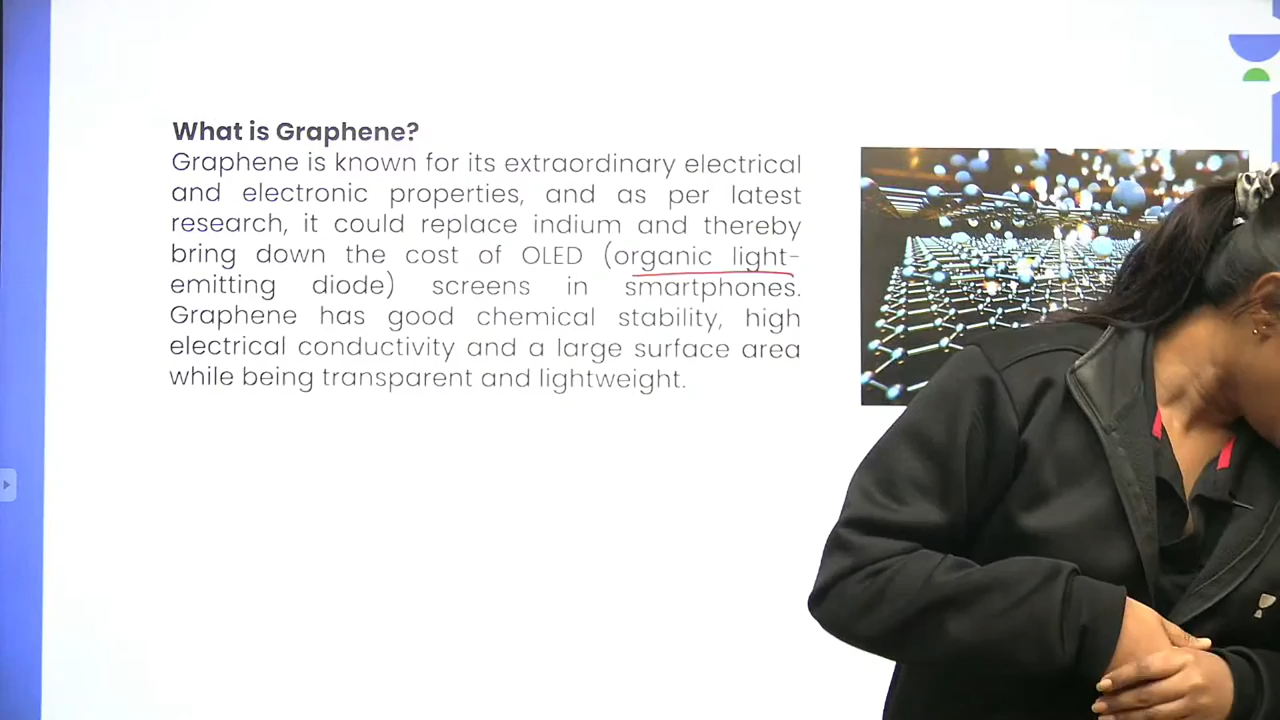 What is Graphene?
Graphene is known for its extraordinary electrical
and electronic properties, and as per latest
research, it could replace indium and thereby
bring down the cost of OLED (organic light-
emitting diode) screens in smartphones.
Graphene has good chemical stability, high
electrical conductivity and a large surface area
while being transparent and lightweight.